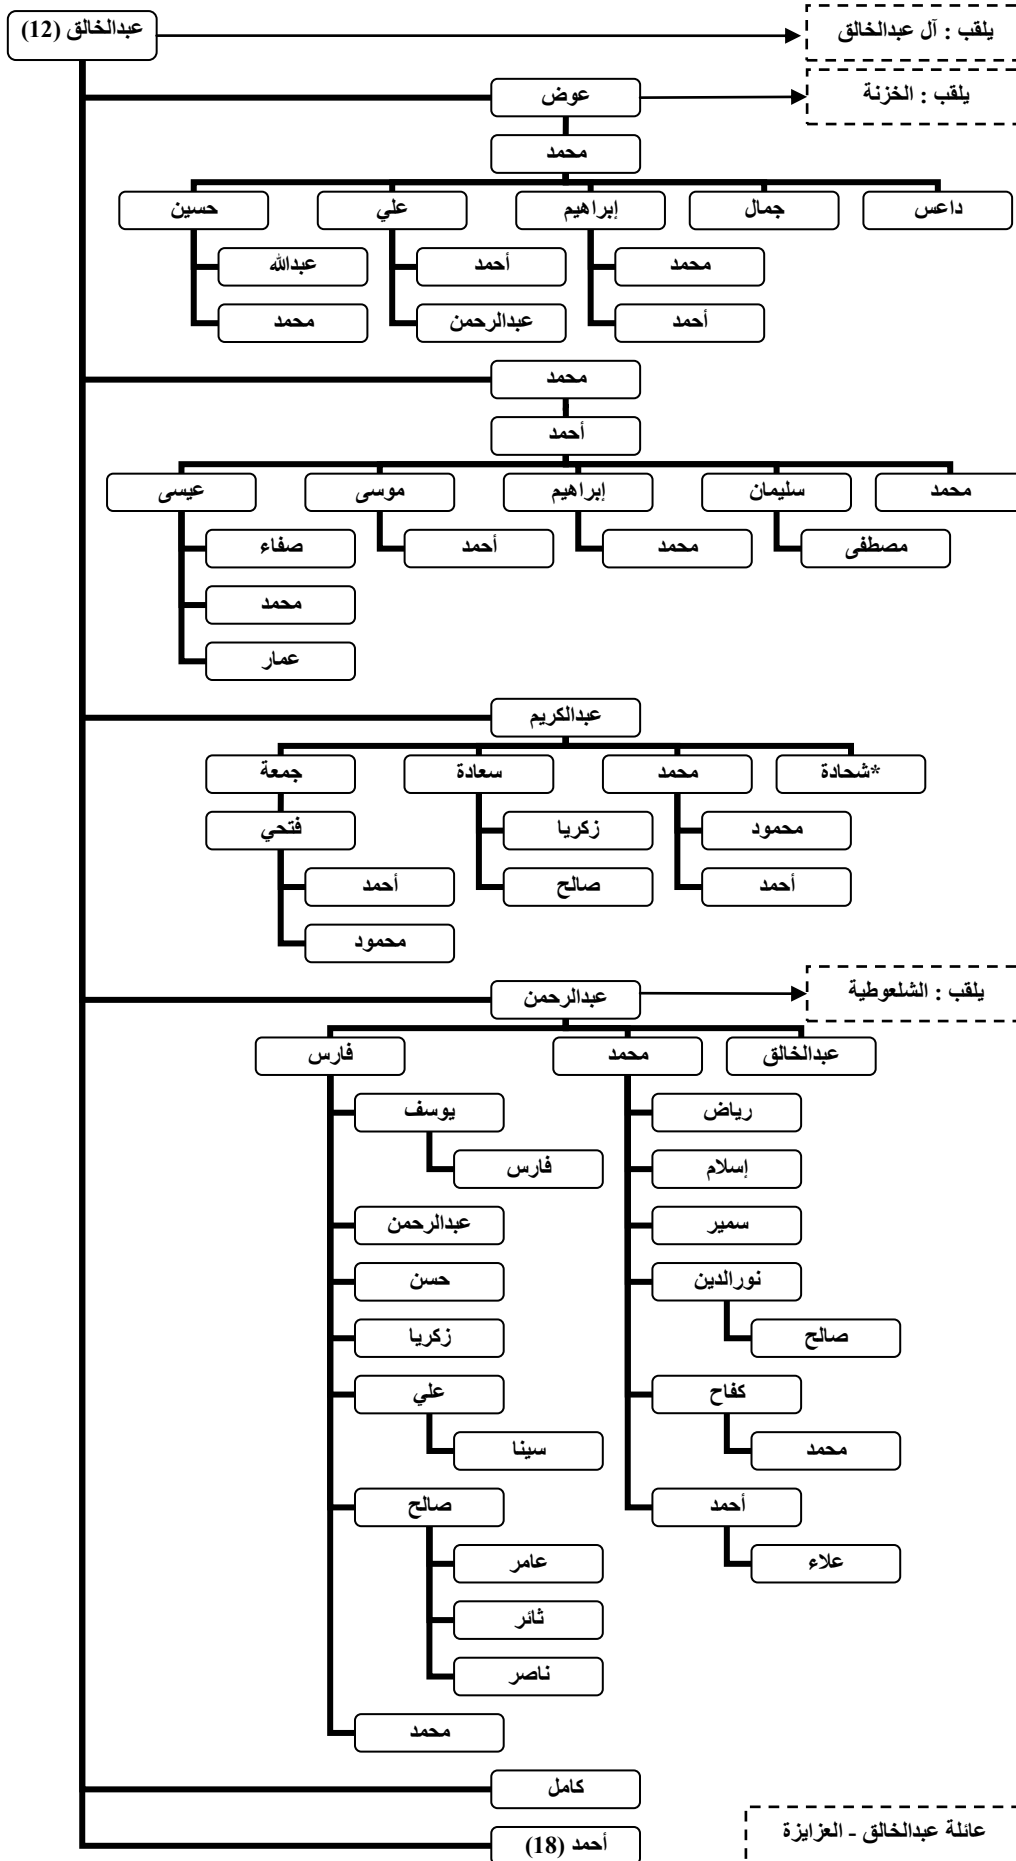 يلقب : آل عبدالخالق
عبدالخالق (12)
يلقب : الخزنة
عوض
محمد
داعس
جمال
إبراهيم
علي
حسين
محمد
أحمد
عبدالله
أحمد
عبدالرحمن
محمد
محمد
أحمد
محمد
سليمان
إبراهيم
موسى
عيسى
مصطفى
محمد
أحمد
صفاء
محمد
عمار
عبدالكريم
*شحادة
محمد
سعادة
جمعة
محمود
زكريا
فتحي
أحمد
صالح
أحمد
محمود
يلقب : الشلعوطية
عبدالرحمن
عبدالخالق
محمد
فارس
رياض
يوسف
إسلام
فارس
سمير
عبدالرحمن
نورالدين
حسن
صالح
زكريا
كفاح
علي
محمد
سينا
أحمد
صالح
علاء
عامر
ثائر
ناصر
محمد
كامل
عائلة عبدالخالق - العزايزة
أحمد (18)